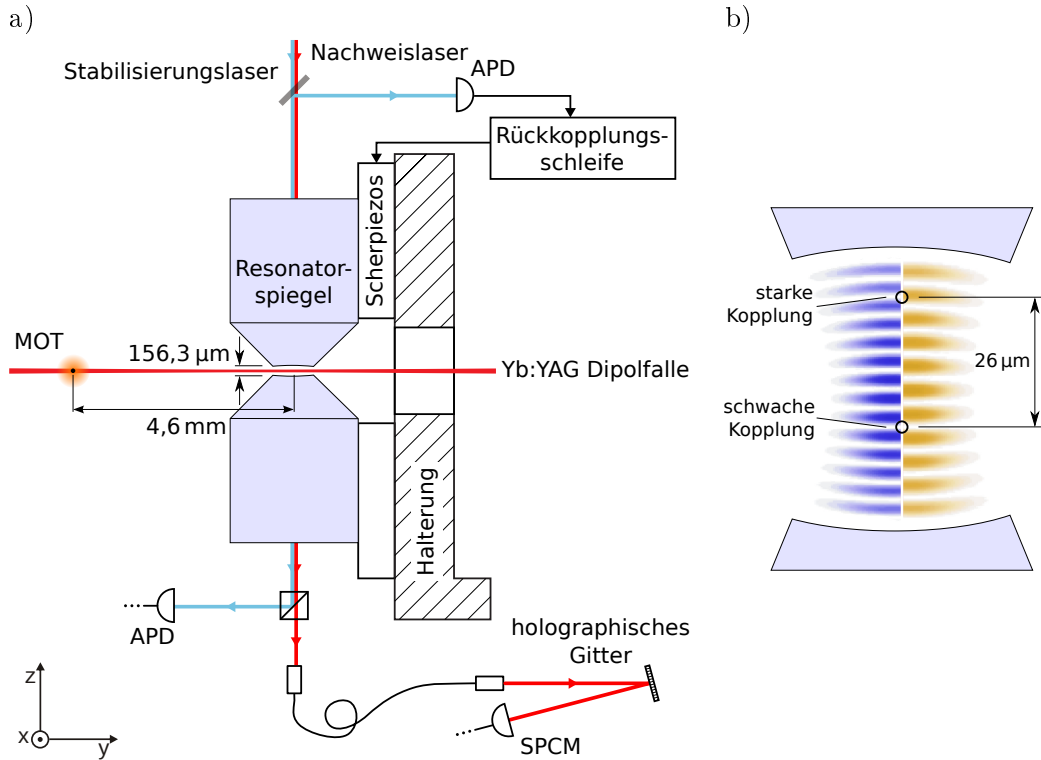 a)
b)
Nachweislaser
Stabilisierungslaser
APD
Rückkopplungs-
schleife
Scherpiezos
Resonator-
spiegel
MOT
156,3 µm
Yb:YAG Dipolfalle
4,6 mm
Halterung
APD
holographisches
Gitter
SPCM
z
x
y
starke
Kopplung
26 µm
schwache
Kopplung